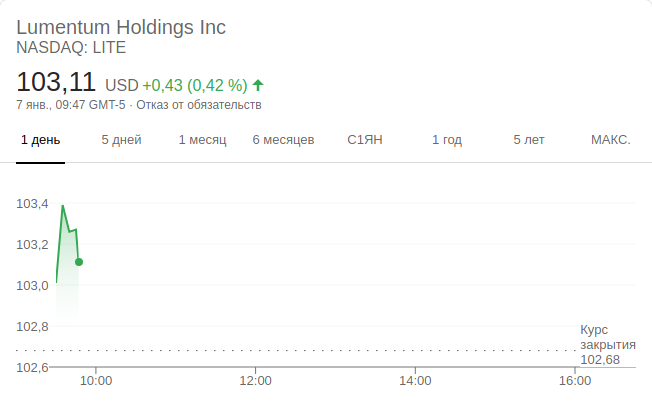 Lumentum Holdings Inc
NASDAQ: LITE
103,11 USD +0,43 (0,42 %)
7 янв., 09:47 GMT-5 · Отказ от обязательств
1 день 5 дней 1 месяц 6 месяцев С1ЯН 1 год 5 лет МАКС.
103,4
103,2
103,0
102,8
Курс
закрытия
102,68
102,6
10:00 12:00 14:00 16:00